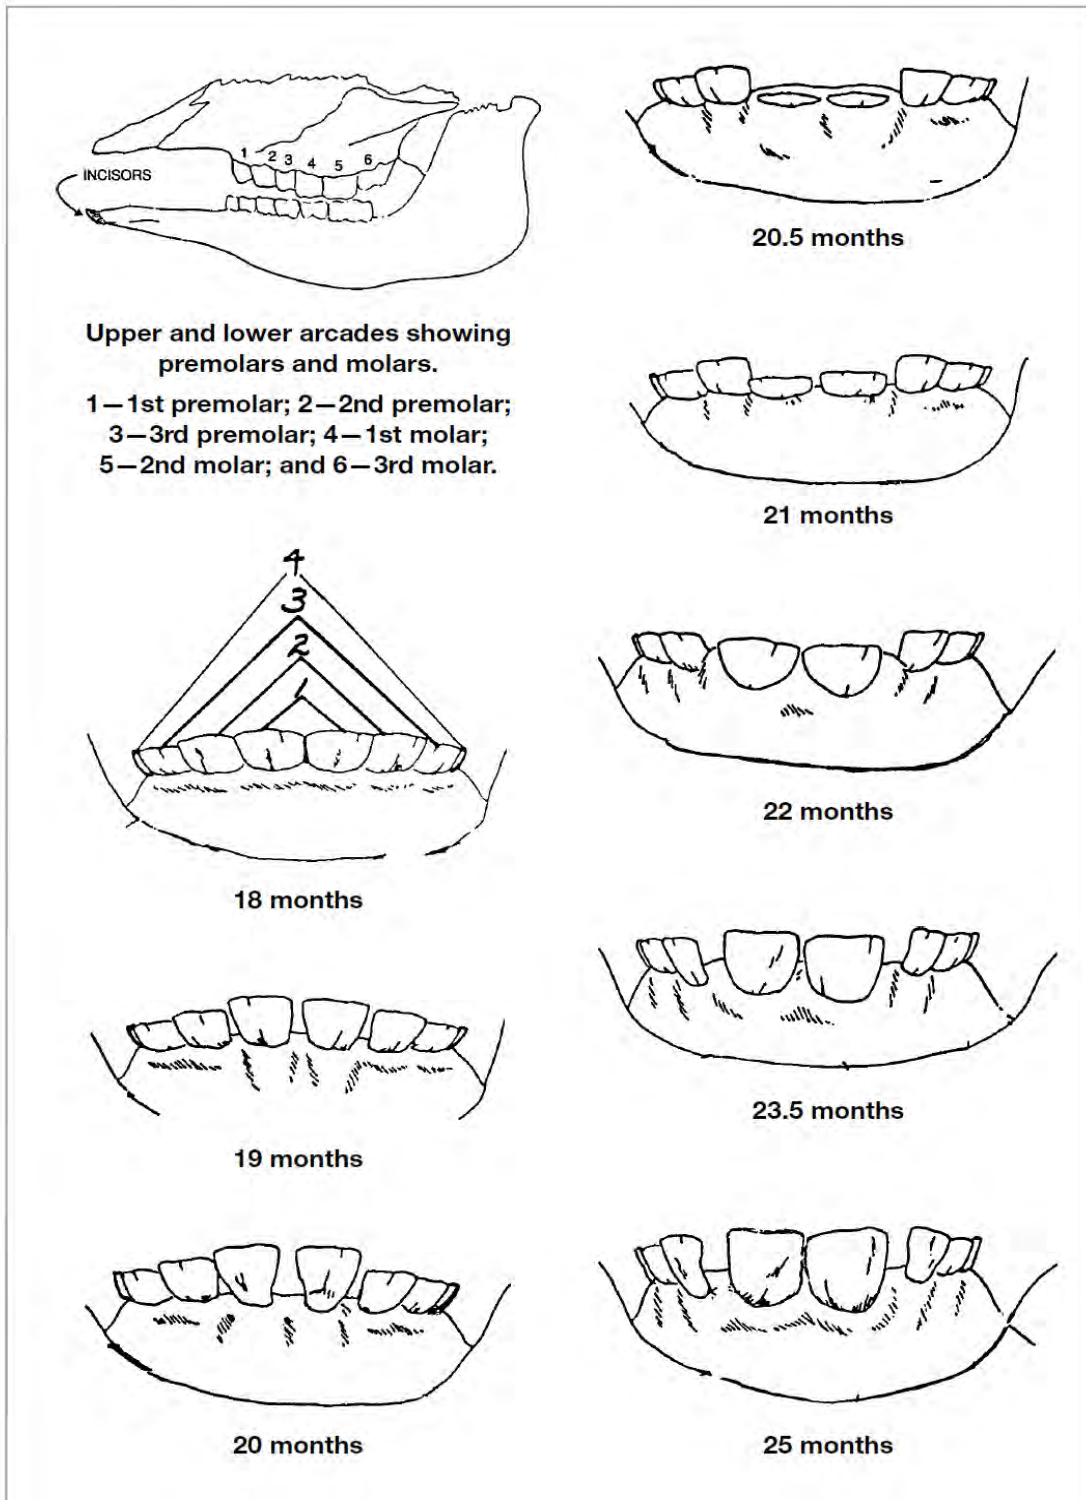 1 2 3 4 5 6
INCISORS
Upper and lower arcades showing
premolars and molars.
1—1st premolar; 2—2nd premolar;
3—3rd premolar; 4—1st molar;
5—2nd molar; and 6—3rd molar.
4
3
2
1
18 months
19 months
20 months
20.5 months
21 months
22 months
23.5 months
25 months